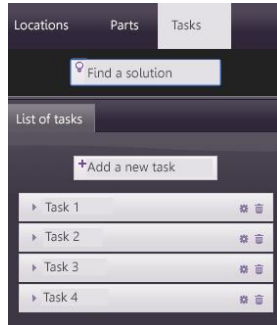 Locations Parts Tasks
Find a solution
List of tasks
+Add a new task
Task 1
Task 2
Task 3
Task 4